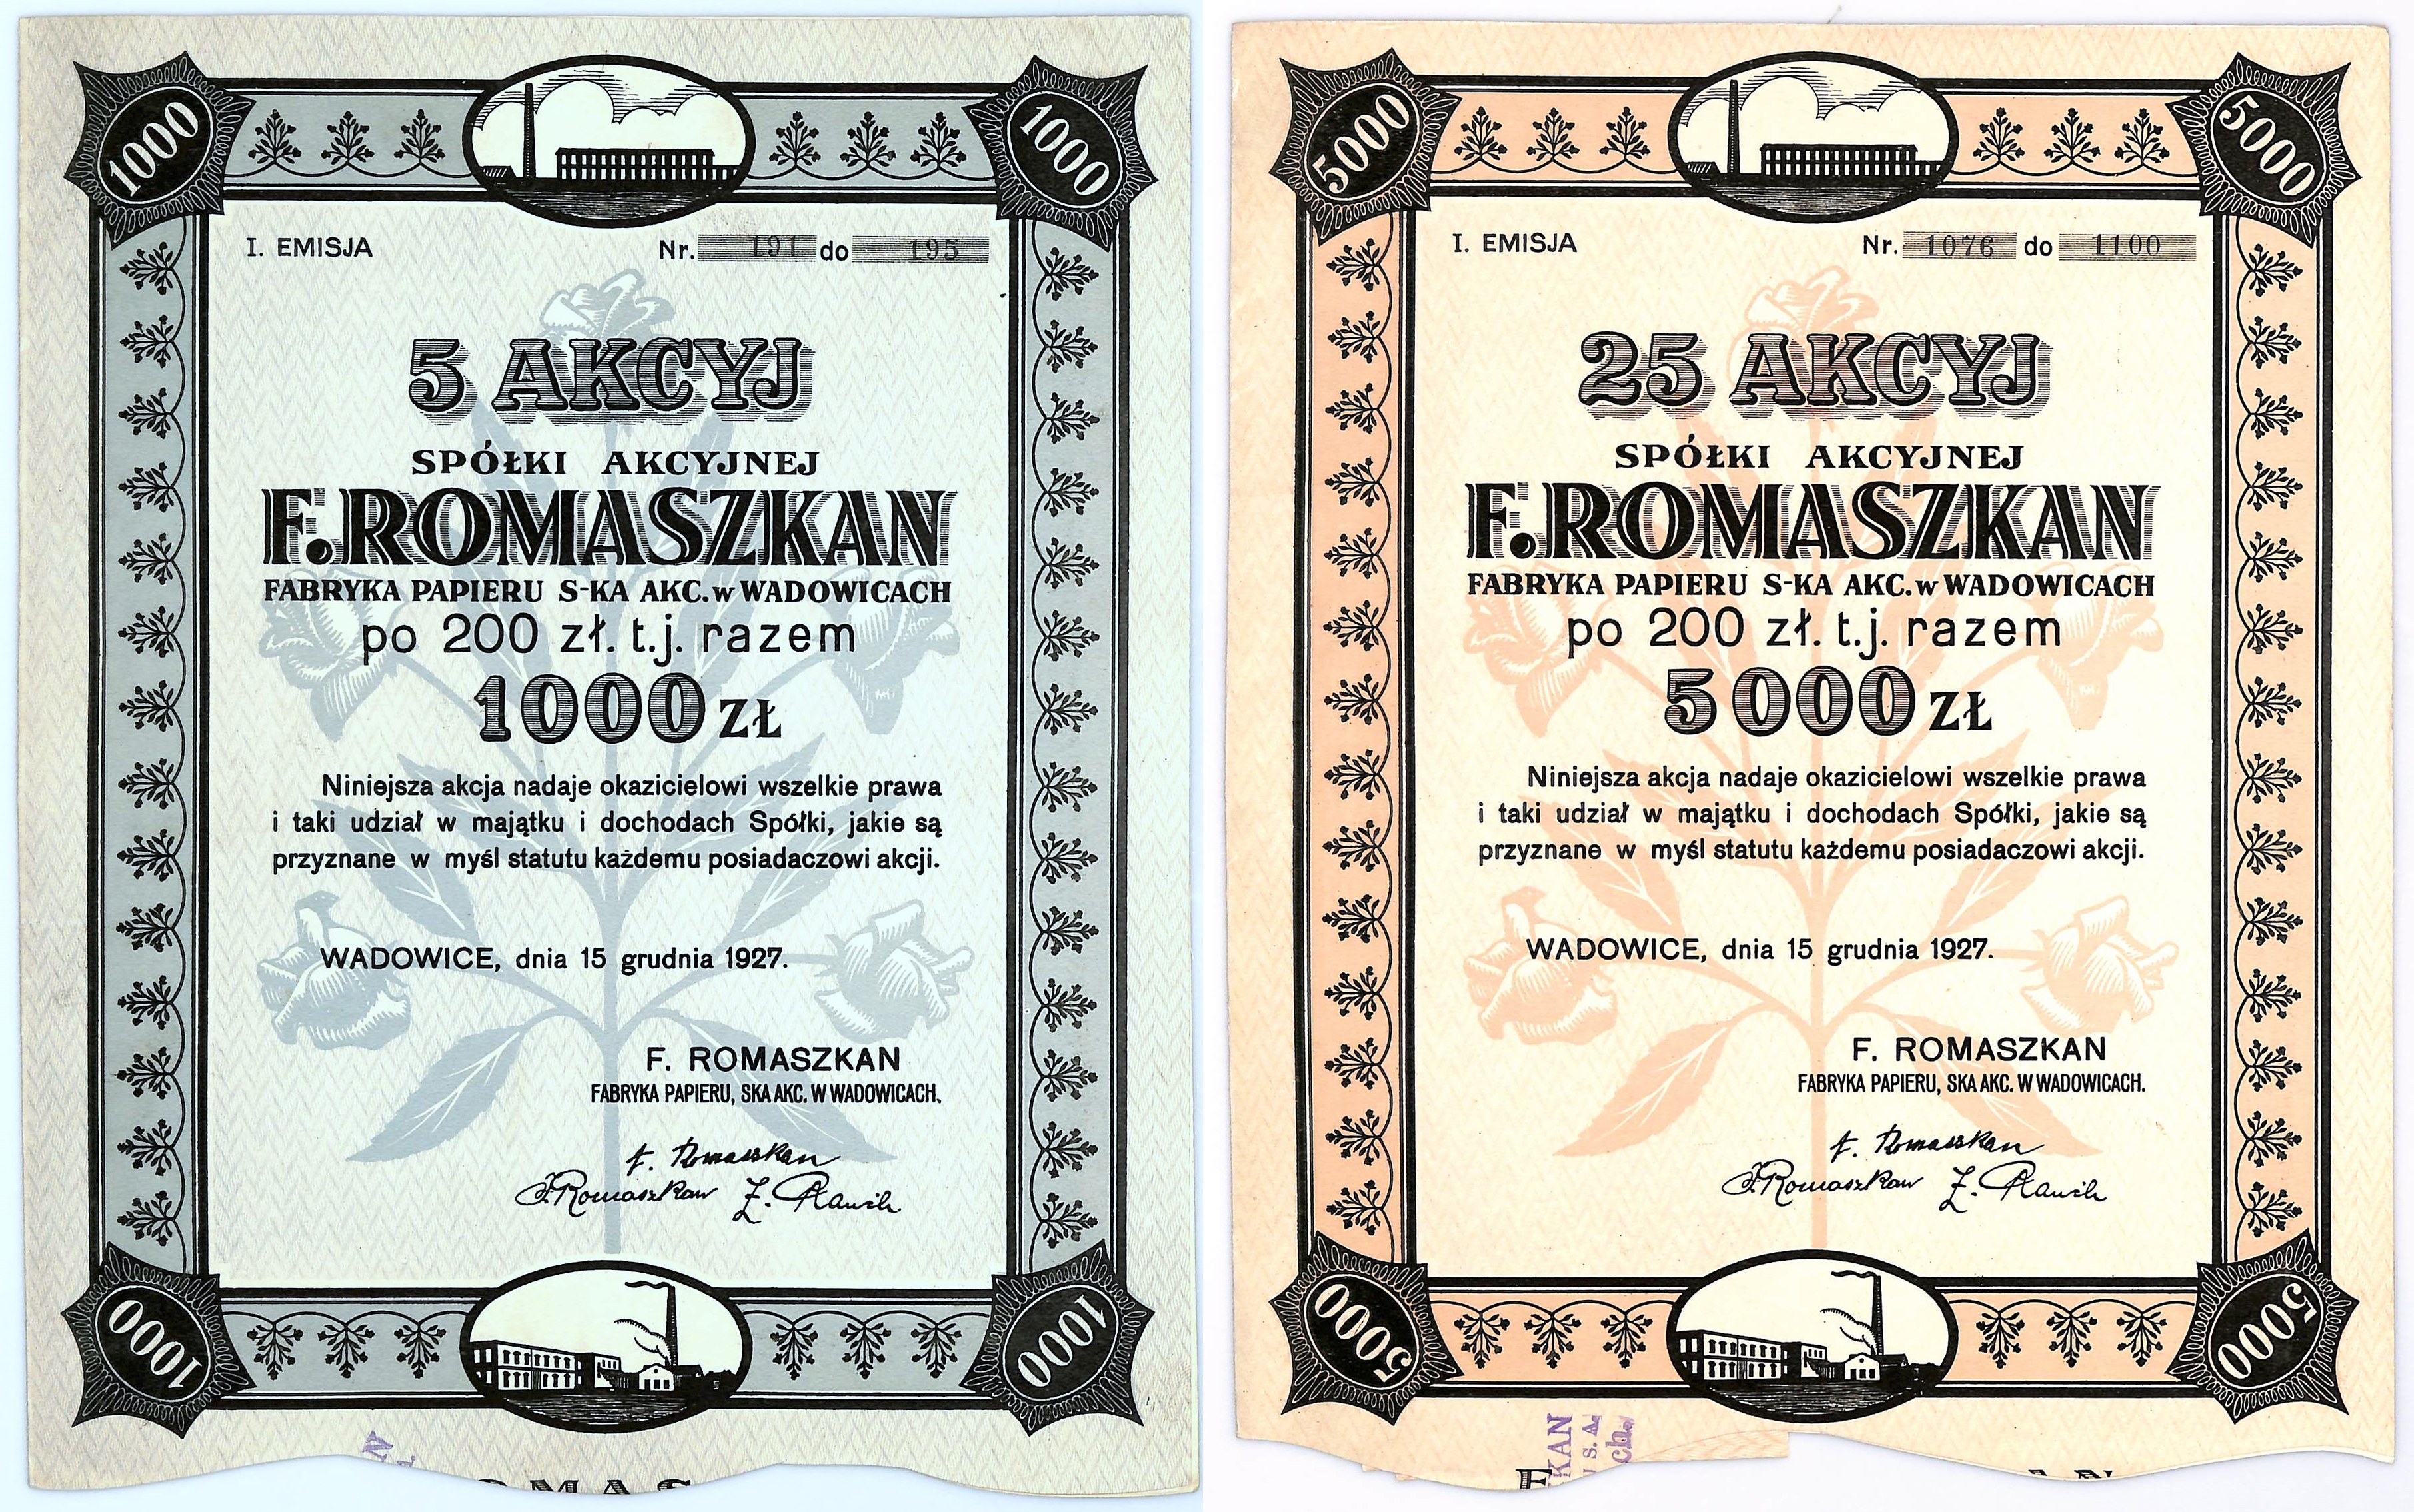 1000
1000
I. EMISJA
Nr. 191 do 195
5 AKCYJ
SPÓŁKI AKCYJNEJ
F. ROMASZKAN
FABRYKA PAPIERU S-KA AKC. w WADOWICACH
po 200 zł. t.j. razem
1000 ZŁ
Niniejsza akcja nadaje okazicielowi wszelkie prawa
i taki udział w majątku i dochodach Spółki, jakie są
przyznane w myśl statutu każdemu posiadaczowi akcji.
WADOWICE, dnia 15 grudnia 1927.
F. ROMASZKAN
FABRYKA PAPIERU, SKA AKC. W WADOWICACH.
F. Romaszkan
J. Romaszkan
1000
1000
5000
5000
I. EMISJA
Nr. 1076 do 1100
25 AKCYJ
SPÓŁKI AKCYJNEJ
F. ROMASZKAN
FABRYKA PAPIERU S-KA AKC. w WADOWICACH
po 200 zł. t.j. razem
5000 ZŁ
Niniejsza akcja nadaje okazicielowi wszelkie prawa
i taki udział w majątku i dochodach Spółki, jakie są
przyznane w myśl statutu każdemu posiadaczowi akcji.
WADOWICE, dnia 15 grudnia 1927.
F. ROMASZKAN
FABRYKA PAPIERU, SKA AKC. W WADOWICACH.
F. Romaszkan
J. Romaszkan
5000
5000
KAN